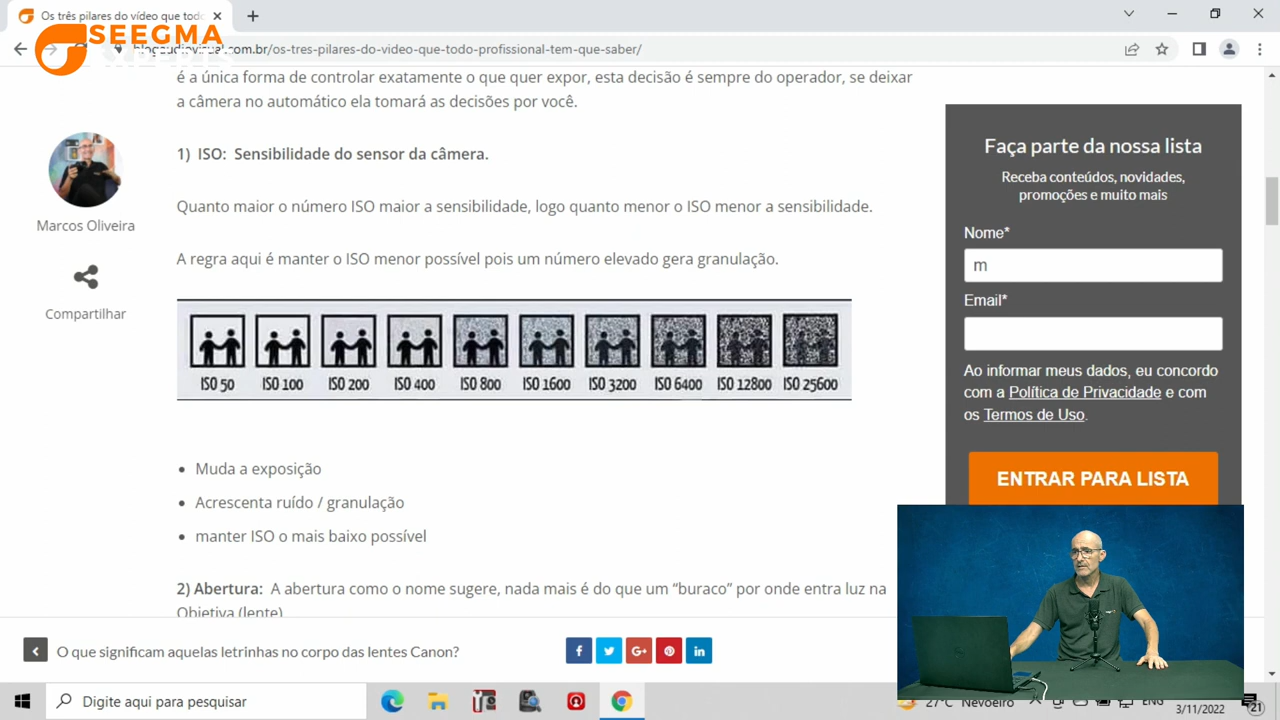 Os três pilares do vídeo que tod
SEEGMA
EXPERTS
blogaudiovisual.com.br/os-tres-pilares-do-video-que-todo-profissional-tem-que-saber/
é a única forma de controlar exatamente o que quer expor, esta decisão é sempre do operador, se deixar
a câmera no automático ela tomará as decisões por você.
Marcos Oliveira
Compartilhar
1) ISO: Sensibilidade do sensor da câmera.
Quanto maior o número ISO maior a sensibilidade, logo quanto menor o ISO menor a sensibilidade.
A regra aqui é manter o ISO menor possível pois um número elevado gera granulação.
ISO 50 ISO 100 ISO 200 ISO 400 ISO 800 ISO 1600 ISO 3200 ISO 6400 ISO 12800 ISO 25600
• Muda a exposição
• Acrescenta ruído / granulação
• manter ISO o mais baixo possível
2) Abertura: A abertura como o nome sugere, nada mais é do que um “buraco” por onde entra luz na
Objetiva (lente)
Faça parte da nossa lista
Receba conteúdos, novidades,
promoções e muito mais
Nome*
m
Email*
Ao informar meus dados, eu concordo
com a Política de Privacidade e com
os Termos de Uso.
ENTRAR PARA LISTA
O que significam aquelas letrinhas no corpo das lentes Canon?
f
G+
in
Digite aqui para pesquisar
27°C Nevoeiro
ENG
3/11/2022
21